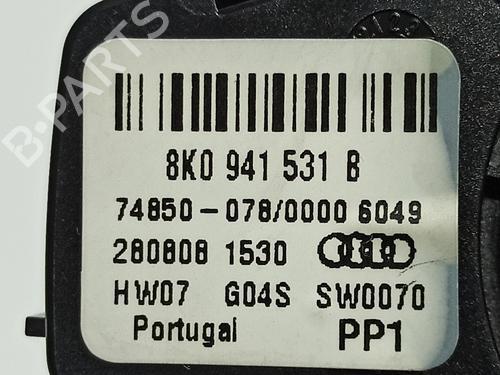 B-PARTS
8K0 941 531 B
74850-078/0000 6049
280808 1530
HW07 G04S SW0070
Portugal PP1